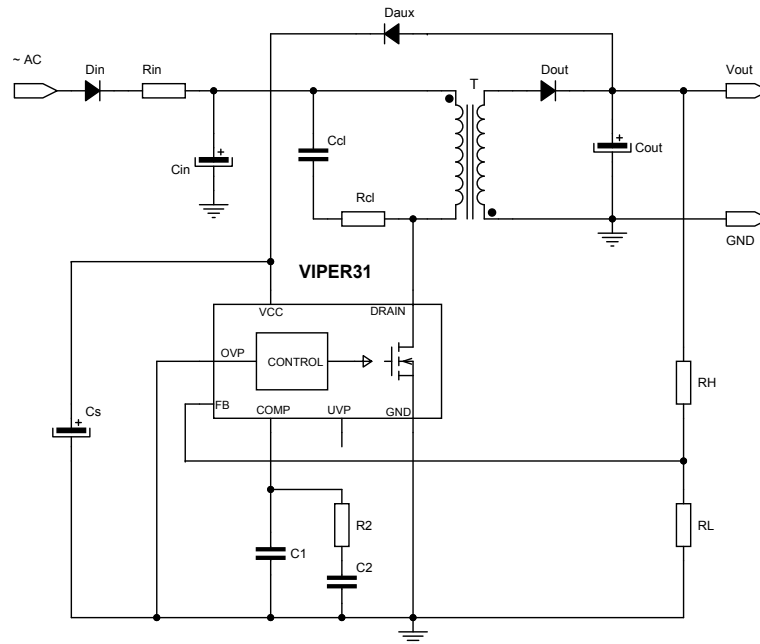 Daux
~ AC
Din
Rin
T
Dout
Vout
+
Cin
Ccl
+
Cout
Rcl
GND
VIPER31
VCC
DRAIN
OVP
CONTROL
RH
FB
COMP
UVP
GND
Cs
+
R2
RL
C1
C2